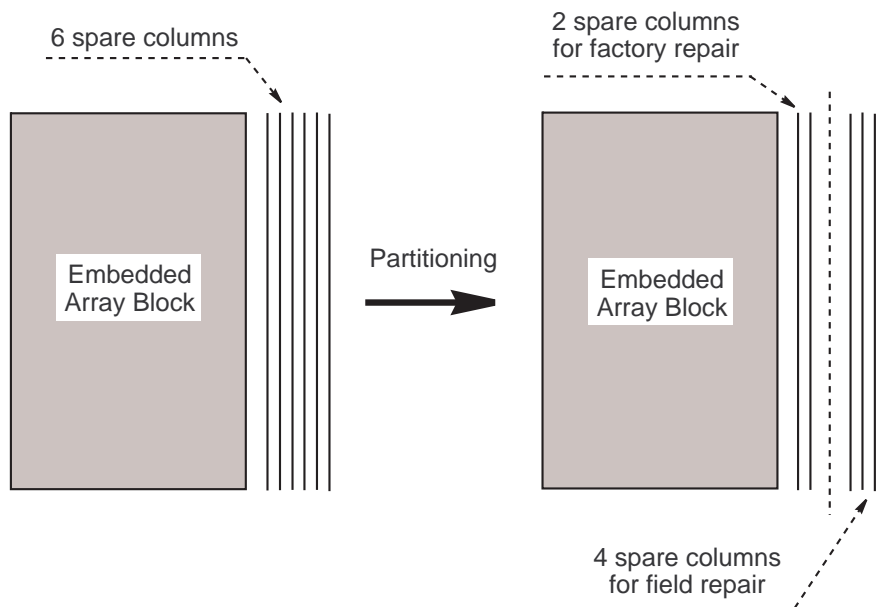 6 spare columns
2 spare columns
for factory repair
Embedded
Array Block
Partitioning
Embedded
Array Block
4 spare columns
for field repair